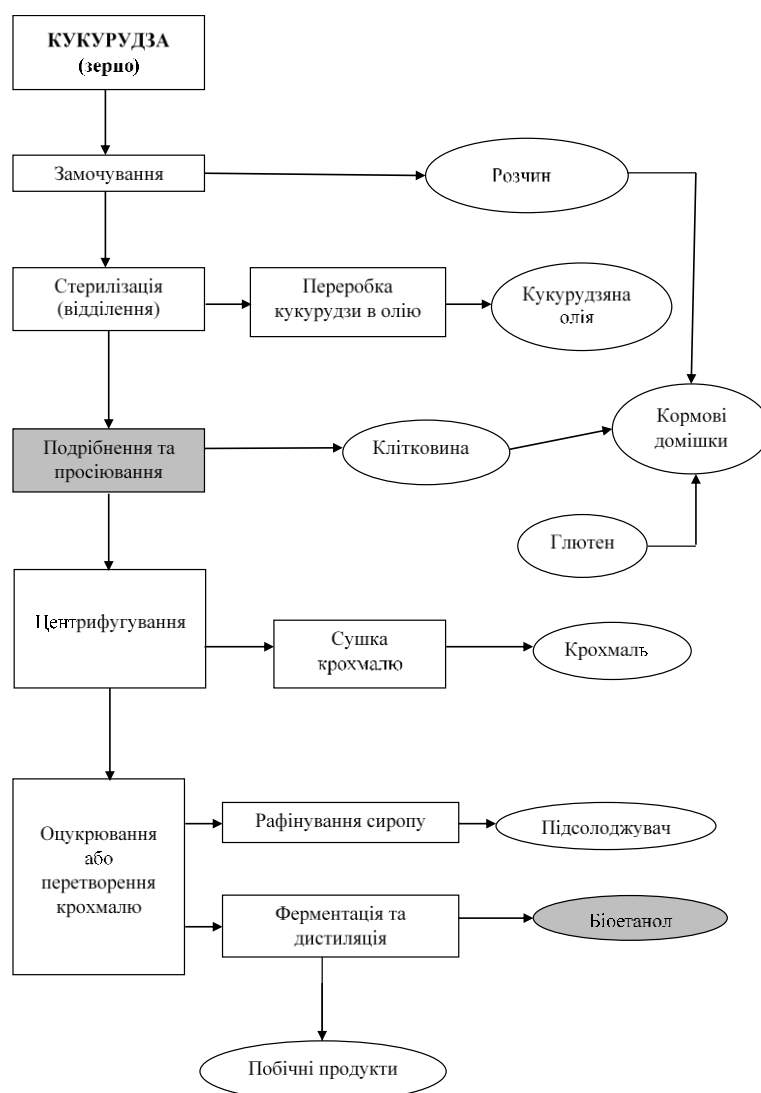 КУКУРУДЗА
(зерно)
Замочування
Розчин
Стерилізація
(відділення)
Переробка
кукурудзи в олію
Кукурудзяна
олія
Кормові
домішки
Подрібнення та
просіювання
Клітковина
Глютен
Центрифугування
Сушка
крохмалю
Крохмаль
Оцукрювання
або
перетворення
крохмалю
Рафінування сиропу
Підсолоджувач
Ферментація та
дистиляція
Біоетанол
Побічні продукти